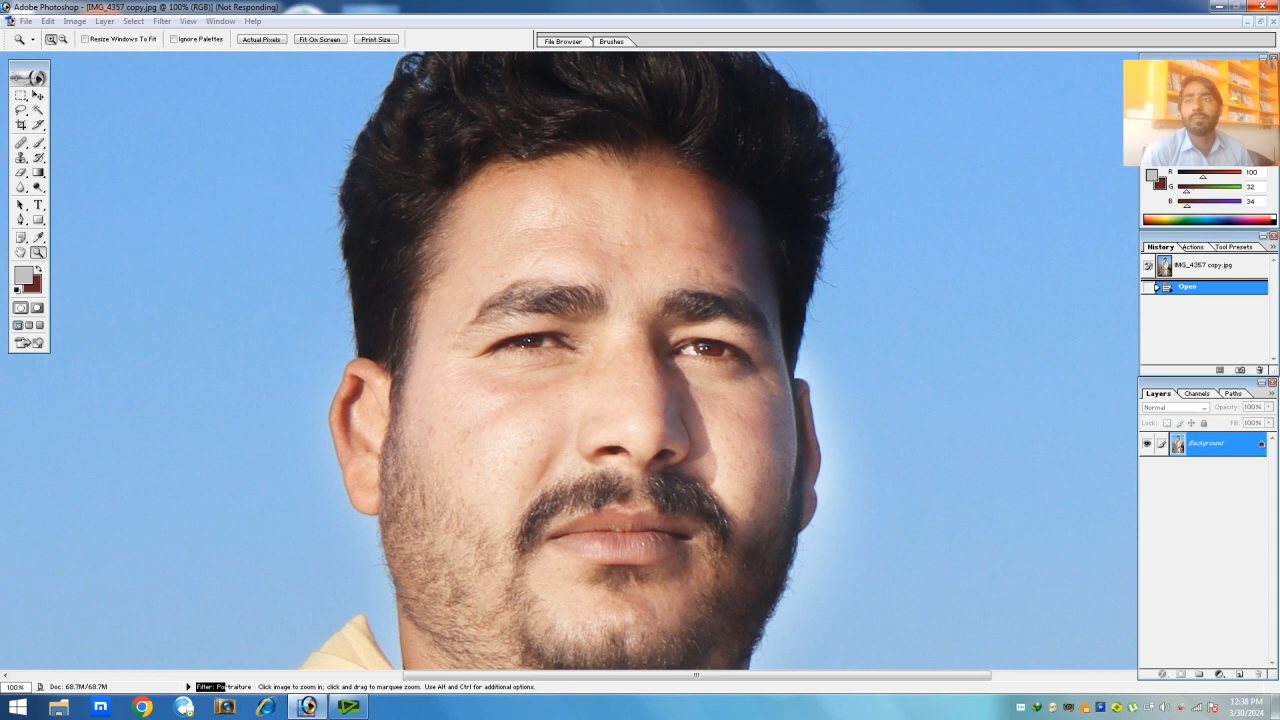 Adobe Photoshop - [IMG_4357 copy.jpg @ 100% (RGB)] (Not Responding)
File Edit Image Layer Select Filter View Window Help
Resize Windows To Fit Ignore Palettes Actual Pixels Fit On Screen Print Size File Browser Brushes
R 100
G 32
B 34
History Actions Tool Presets
IMG_4357 copy.jpg
Open
Layers Channels Paths
Normal Opacity: 100%
Lock: Fill: 100%
Background
T
100% Doc: 68.7M/68.7M Filter: Portraiture Click image to zoom in; click and drag to marquee zoom. Use Alt and Ctrl for additional options.
12:38 PM
3/30/2024